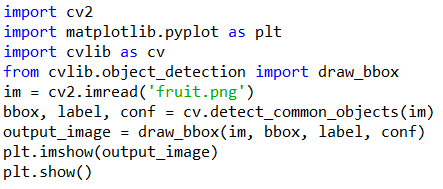 import cv2
import matplotlib.pyplot as plt
import cvlib as cv
from cvlib.object_detection import draw_bbox
im = cv2.imread('fruit.png')
bbox, label, conf = cv.detect_common_objects(im)
output_image = draw_bbox(im, bbox, label, conf)
plt.imshow(output_image)
plt.show()